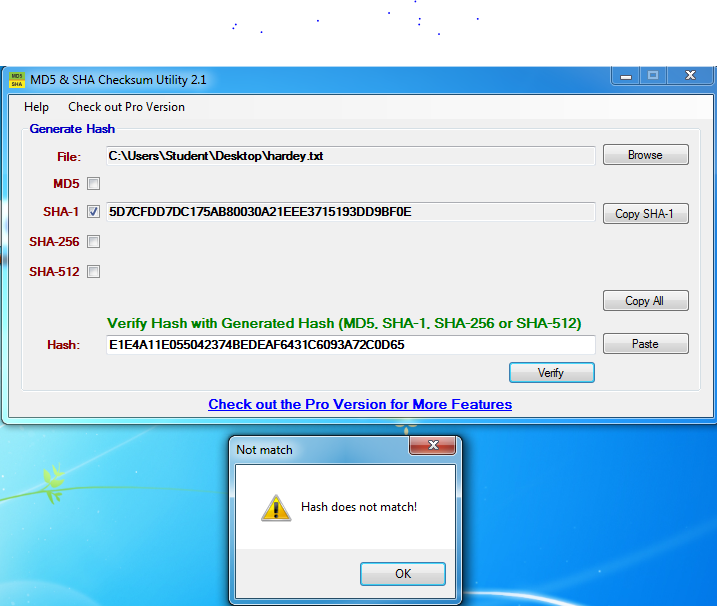 MD5 & SHA Checksum Utility 2.1
Help Check out Pro Version
Generate Hash
File: C:\Users\Student\Desktop\hardey.txt Browse
MD5
SHA-1 5D7CFDD7DC175AB80030A21EEE3715193DD9BF0E Copy SHA-1
SHA-256
SHA-512
Copy All
Verify Hash with Generated Hash (MD5, SHA-1, SHA-256 or SHA-512)
Hash: E1E4A11E055042374BEDEAF6431C6093A72C0D65 Paste
Verify
Check out the Pro Version for More Features
Not match
Hash does not match!
OK